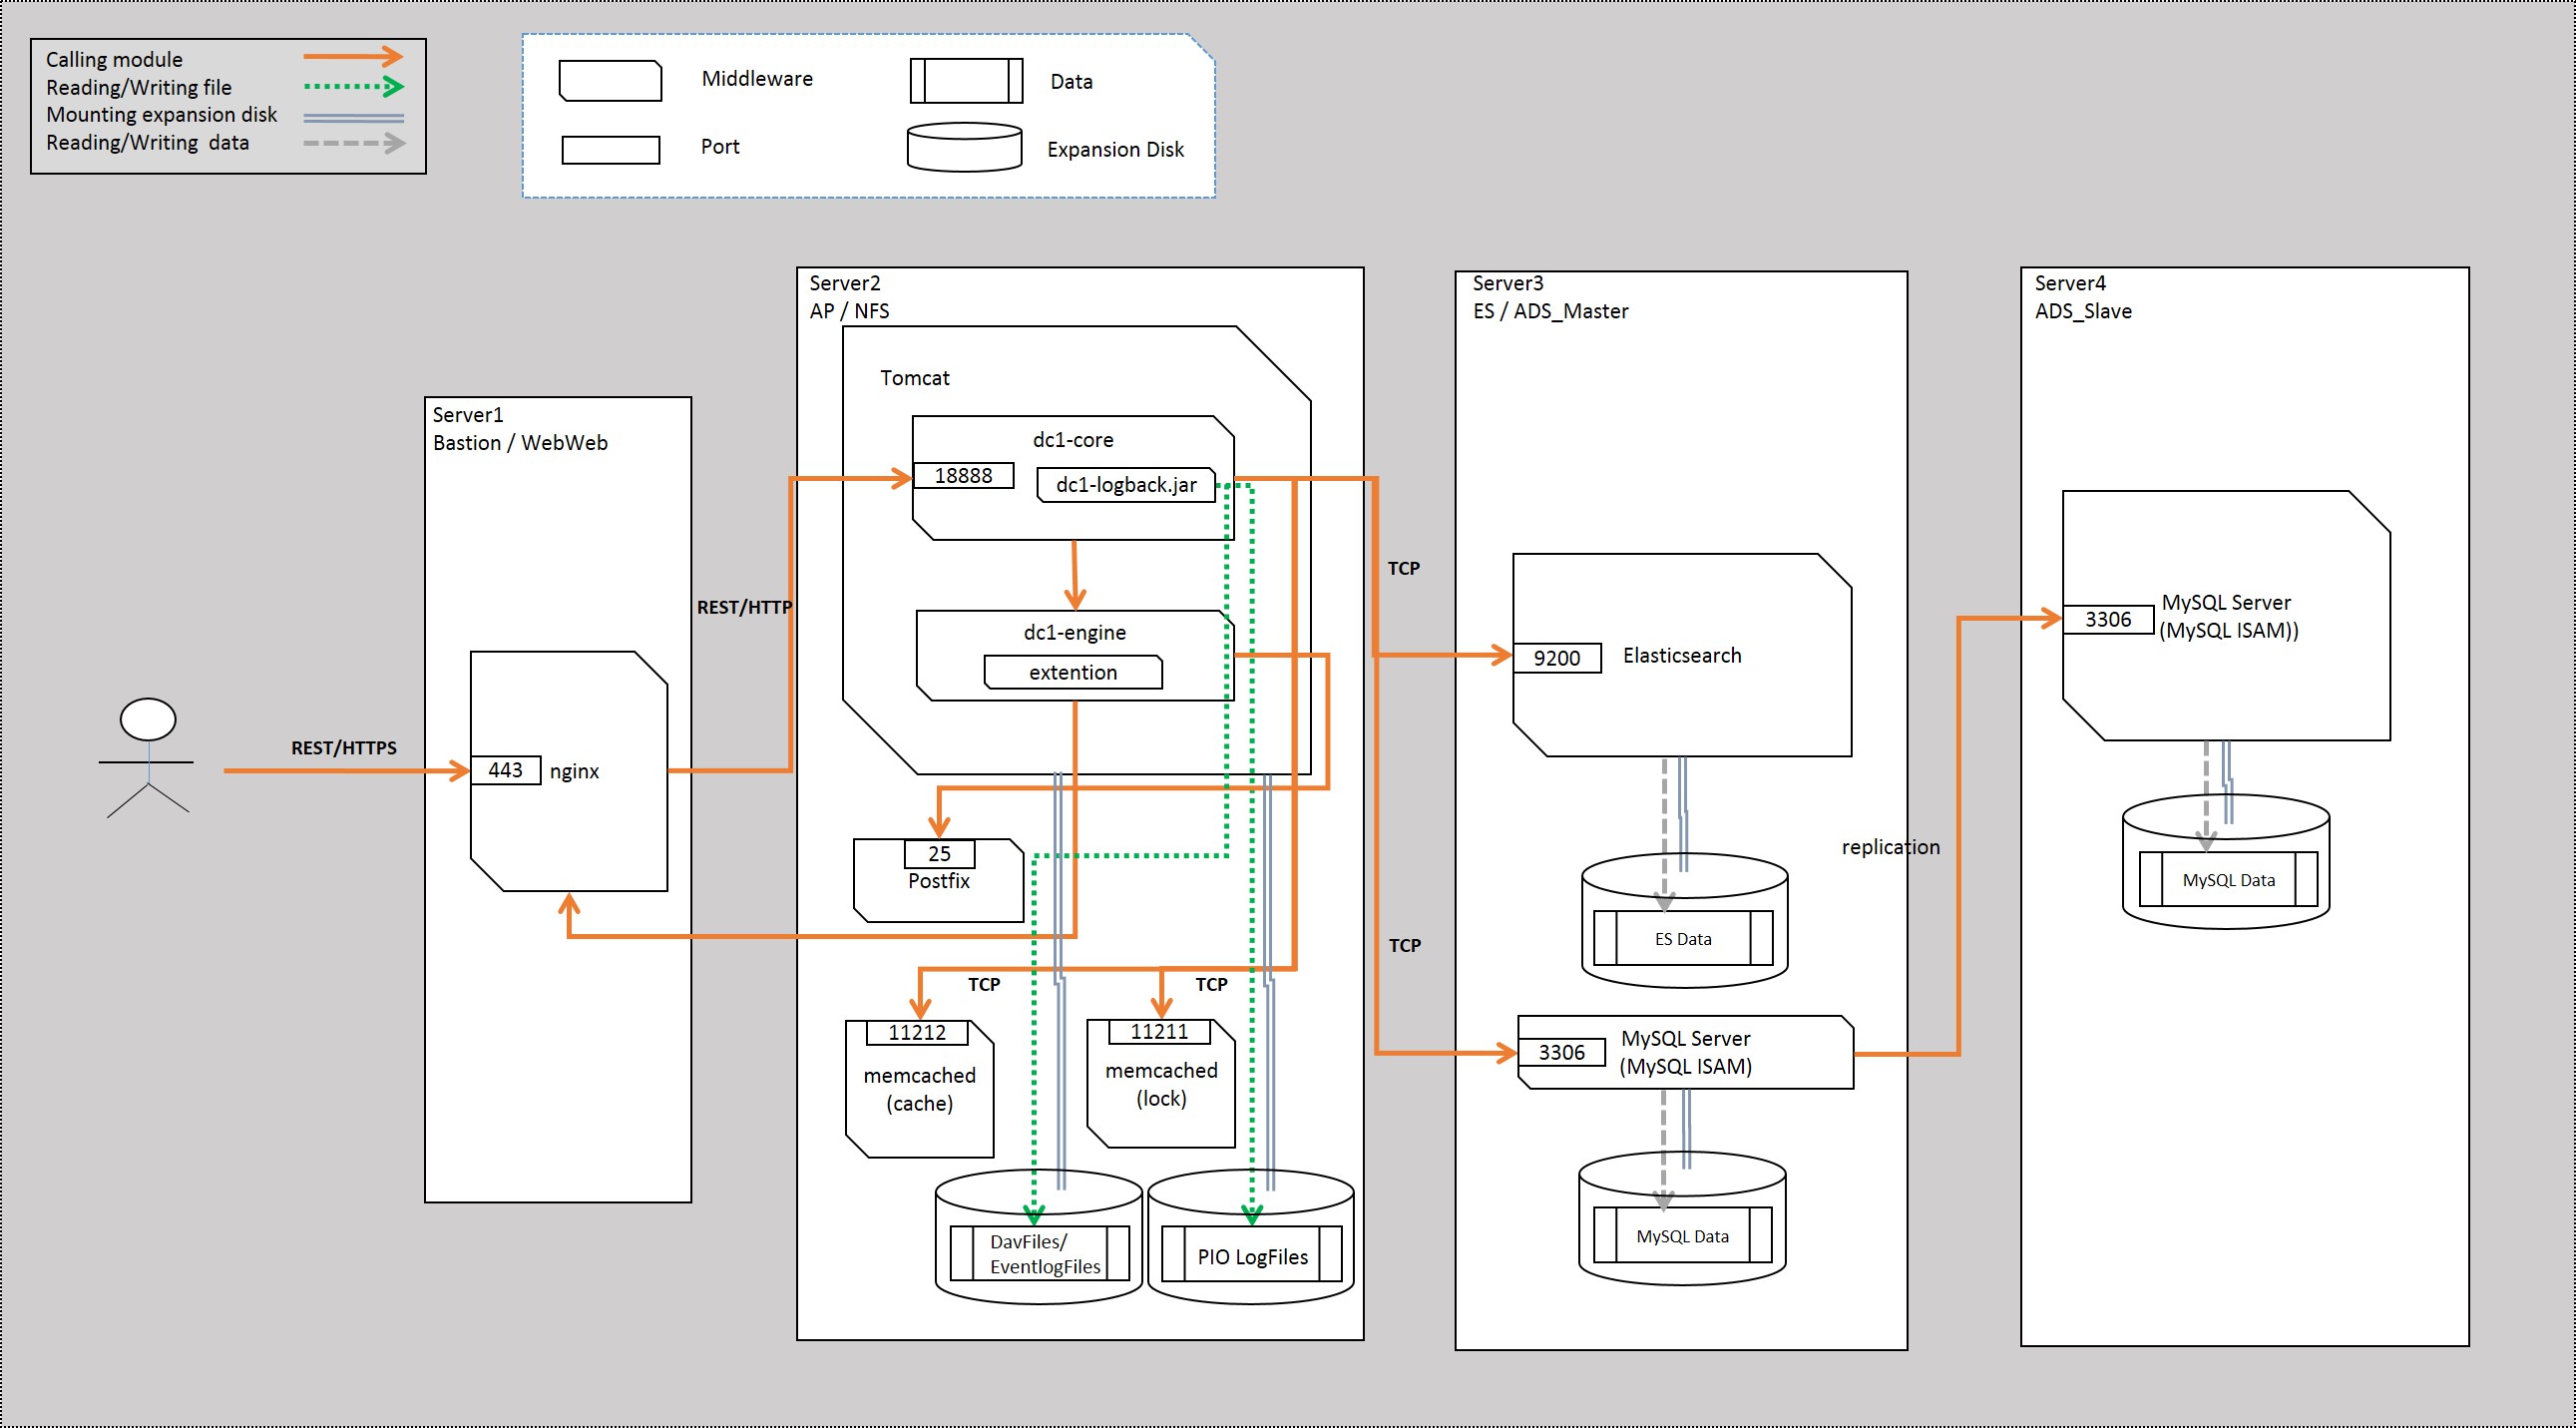 Calling module
Reading/Writing file
Mounting expansion disk
Reading/Writing data
Middleware
Data
Port
Expansion Disk
Server1
Bastion / WebWeb
REST/HTTPS
443
nginx
REST/HTTP
Server2
AP / NFS
Tomcat
dc1-core
18888
dc1-logback.jar
dc1-engine
extention
25
Postfix
TCP
TCP
11212
memcached
(cache)
11211
memcached
(lock)
DavFiles/
EventlogFiles
PIO LogFiles
TCP
TCP
Server3
ES / ADS_Master
9200
Elasticsearch
ES Data
3306
MySQL Server
(MySQL ISAM)
MySQL Data
replication
Server4
ADS_Slave
3306
MySQL Server
(MySQL ISAM))
MySQL Data